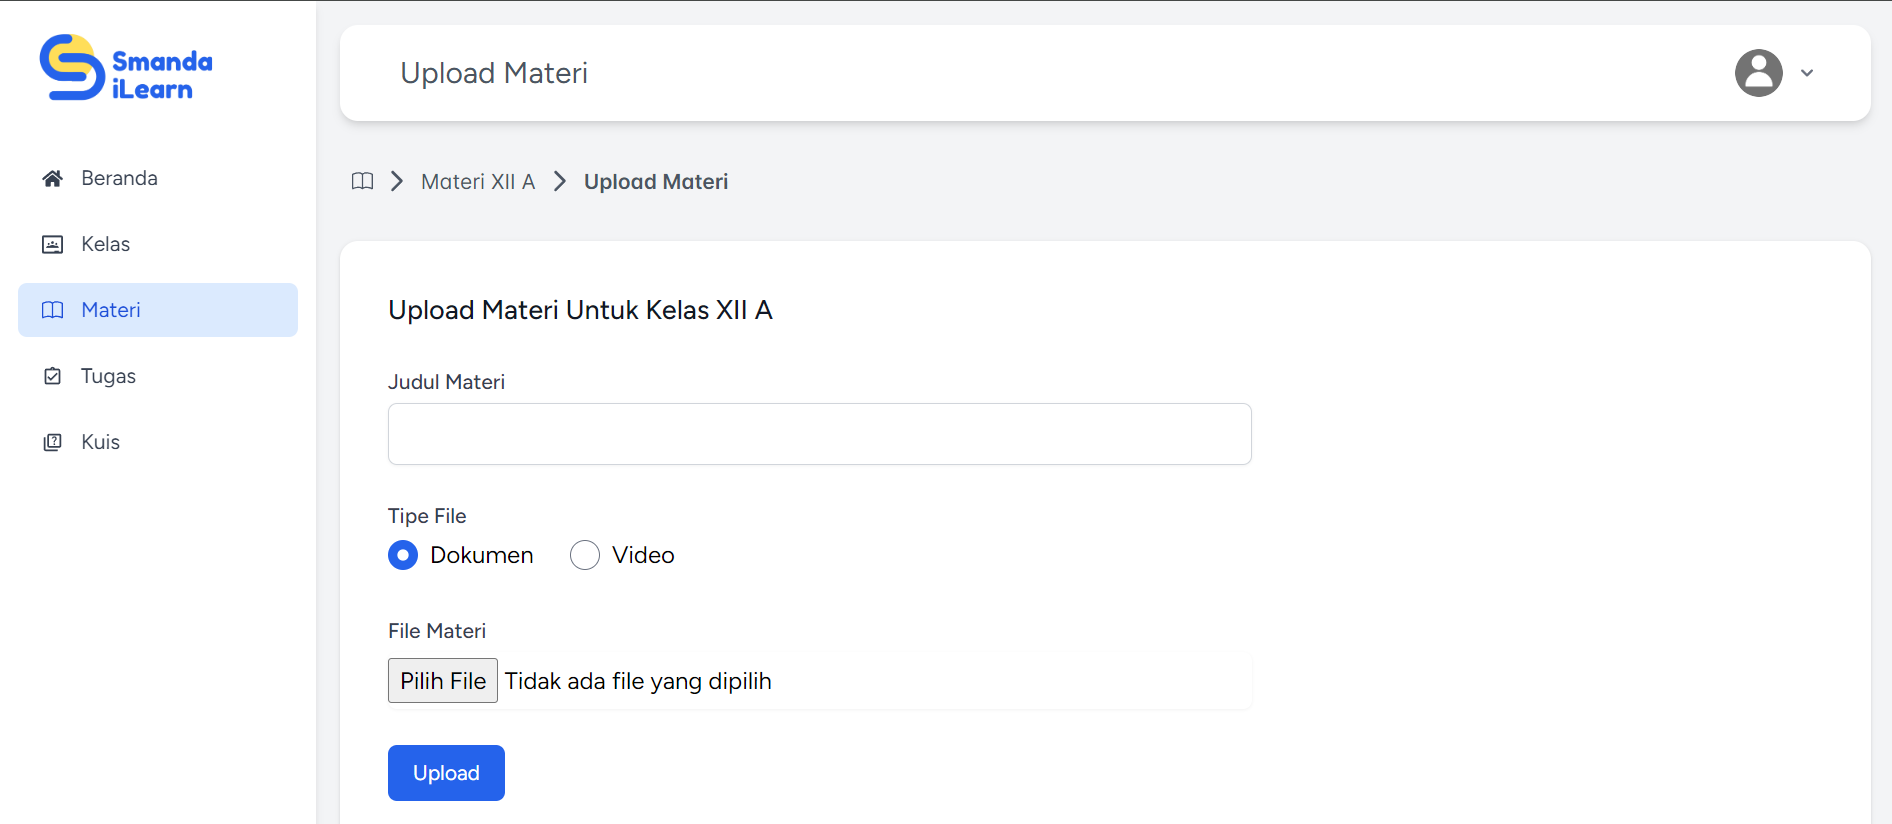 Smanda
iLearn
Beranda
Kelas
Materi
Tugas
Kuis
Upload Materi
Materi XII A
Upload Materi
Upload Materi Untuk Kelas XII A
Judul Materi
Tipe File
Dokumen
Video
File Materi
Pilih File Tidak ada file yang dipilih
Upload